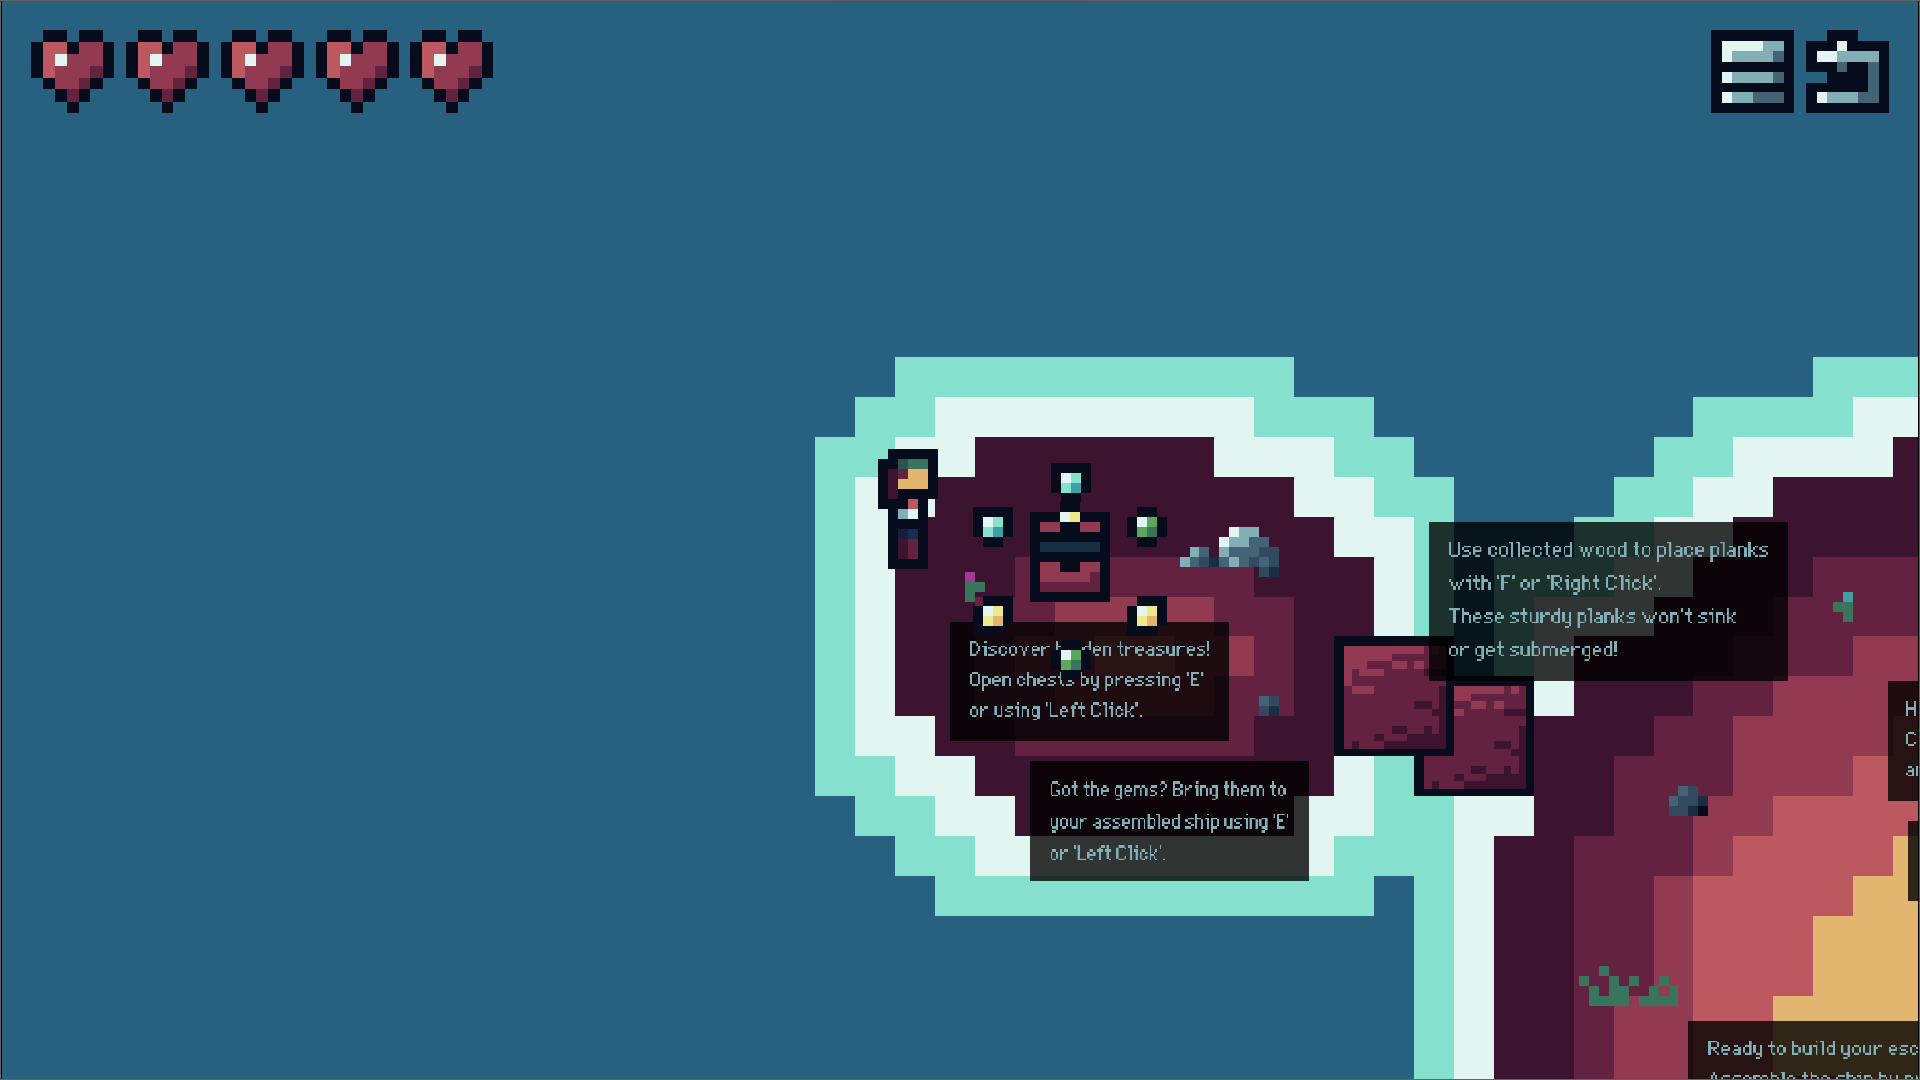 Use collected wood to place planks
with 'F' or 'Right Click'.
These sturdy planks won't sink
or get submerged!
Discover treasures!
Open chests by pressing 'E'
or using 'Left Click'.
Got the gems? Bring them to
your assembled ship using 'E'
or 'Left Click'.
Ready to build your